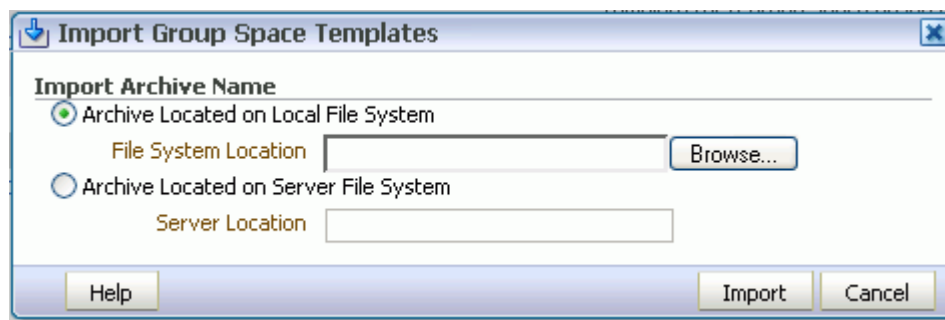 Import Group Space Templates
Import Archive Name
Archive Located on Local File System
File System Location Browse...
Archive Located on Server File System
Server Location
Help Import Cancel